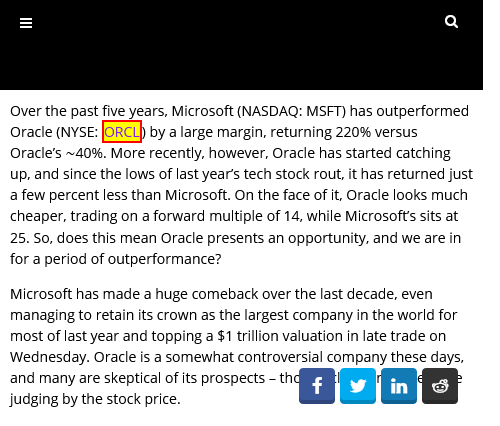 Over the past five years, Microsoft (NASDAQ: MSFT) has outperformed
Oracle (NYSE: ORCL) by a large margin, returning 220% versus
Oracle’s ~40%. More recently, however, Oracle has started catching
up, and since the lows of last year’s tech stock rout, it has returned just
a few percent less than Microsoft. On the face of it, Oracle looks much
cheaper, trading on a forward multiple of 14, while Microsoft’s sits at
25. So, does this mean Oracle presents an opportunity, and we are in
for a period of outperformance?
Microsoft has made a huge comeback over the last decade, even
managing to retain its crown as the largest company in the world for
most of last year and topping a $1 trillion valuation in late trade on
Wednesday. Oracle is a somewhat controversial company these days,
and many are skeptical of its prospects –
judging by the stock price.